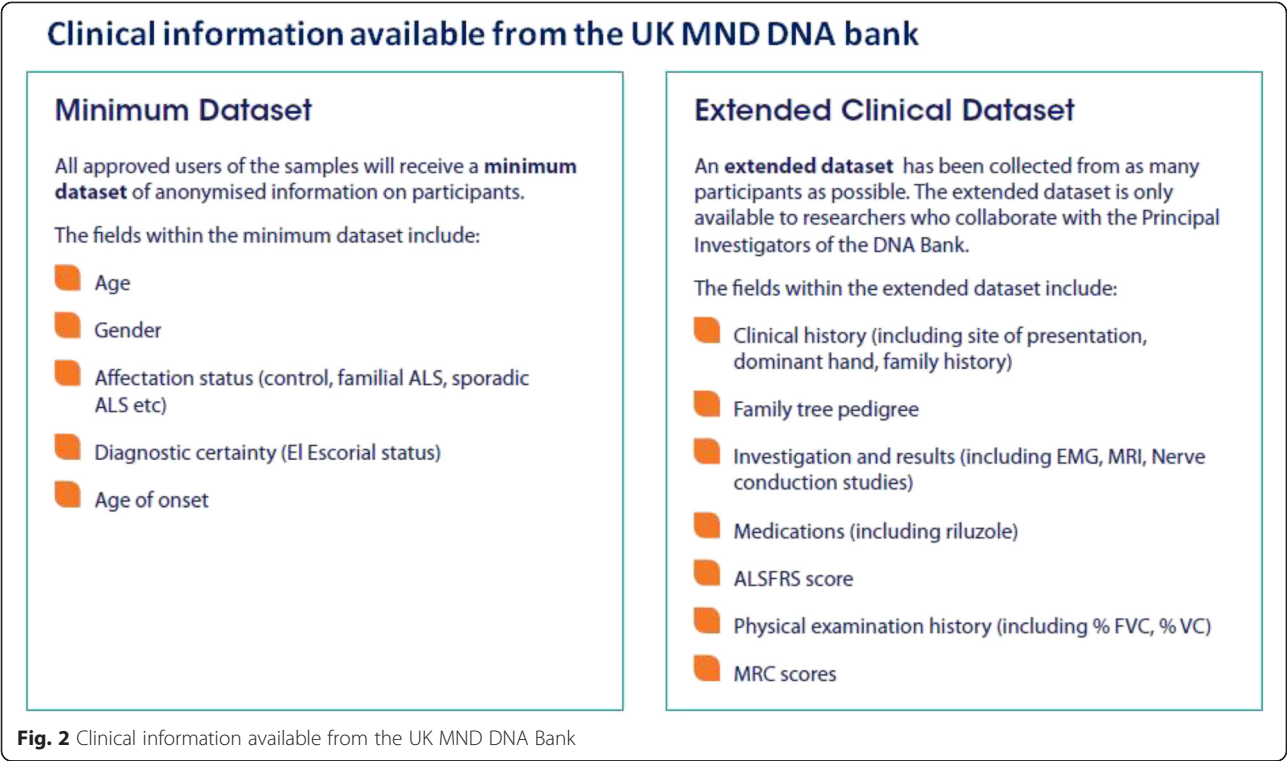 Clinical information available from the UK MND DNA bank
Minimum Dataset
All approved users of the samples will receive a minimum
dataset of anonymised information on participants.
The fields within the minimum dataset include:
Age
Gender
Affectation status (control, familial ALS, sporadic
ALS etc)
Diagnostic certainty (El Escorial status)
Age of onset
Extended Clinical Dataset
An extended dataset has been collected from as many
participants as possible. The extended dataset is only
available to researchers who collaborate with the Principal
Investigators of the DNA Bank.
The fields within the extended dataset include:
Clinical history (including site of presentation,
dominant hand, family history)
Family tree pedigree
Investigation and results (including EMG, MRI, Nerve
conduction studies)
Medications (including riluzole)
ALSFRS score
Physical examination history (including % FVC, % VC)
MRC scores
Fig. 2 Clinical information available from the UK MND DNA Bank